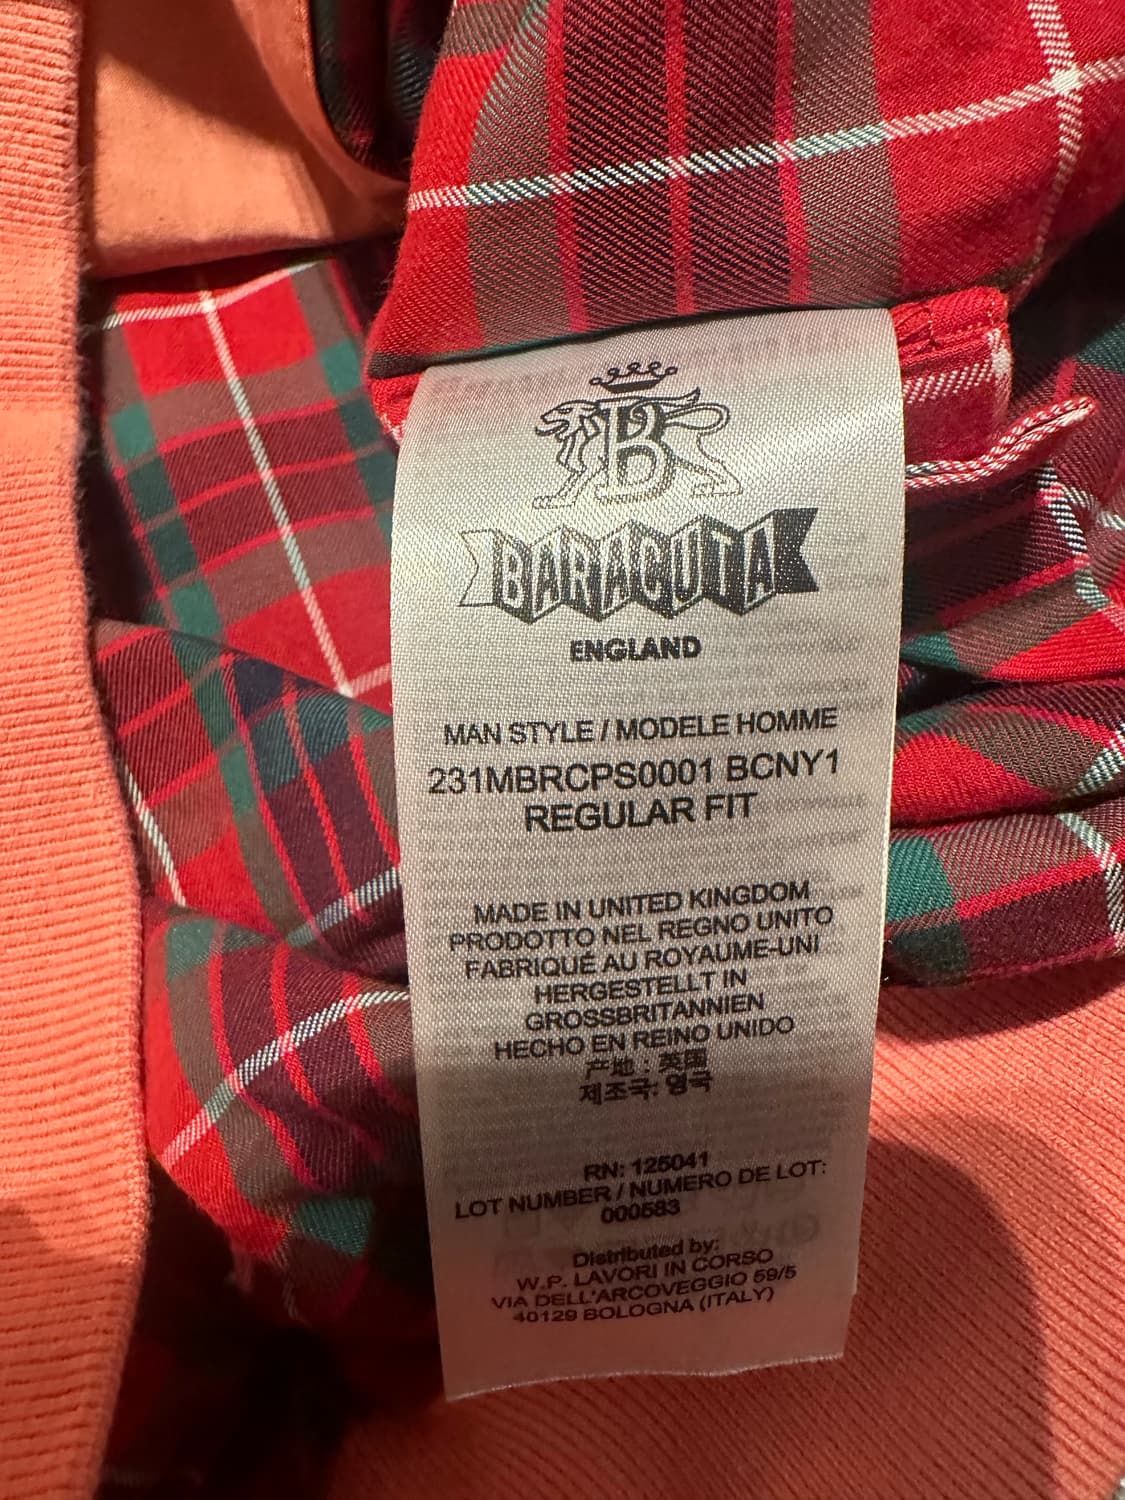 B
BARACUTA
ENGLAND
MAN STYLE / MODELE HOMME
231MBRCPS0001 BCNY1
REGULAR FIT
MADE IN UNITED KINGDOM
PRODOTTO NEL REGNO UNITO
FABRIQUÉ AU ROYAUME-UNI
HERGESTELLT IN
GROSSBRITANNIEN
HECHO EN REINO UNIDO
产地：英国
제조국: 영국
RN: 125041
LOT NUMBER / NUMERO DE LOT:
000583
Distributed by:
W.P. LAVORI IN CORSO
VIA DELL'ARCOVEGGIO 59/5
40129 BOLOGNA (ITALY)